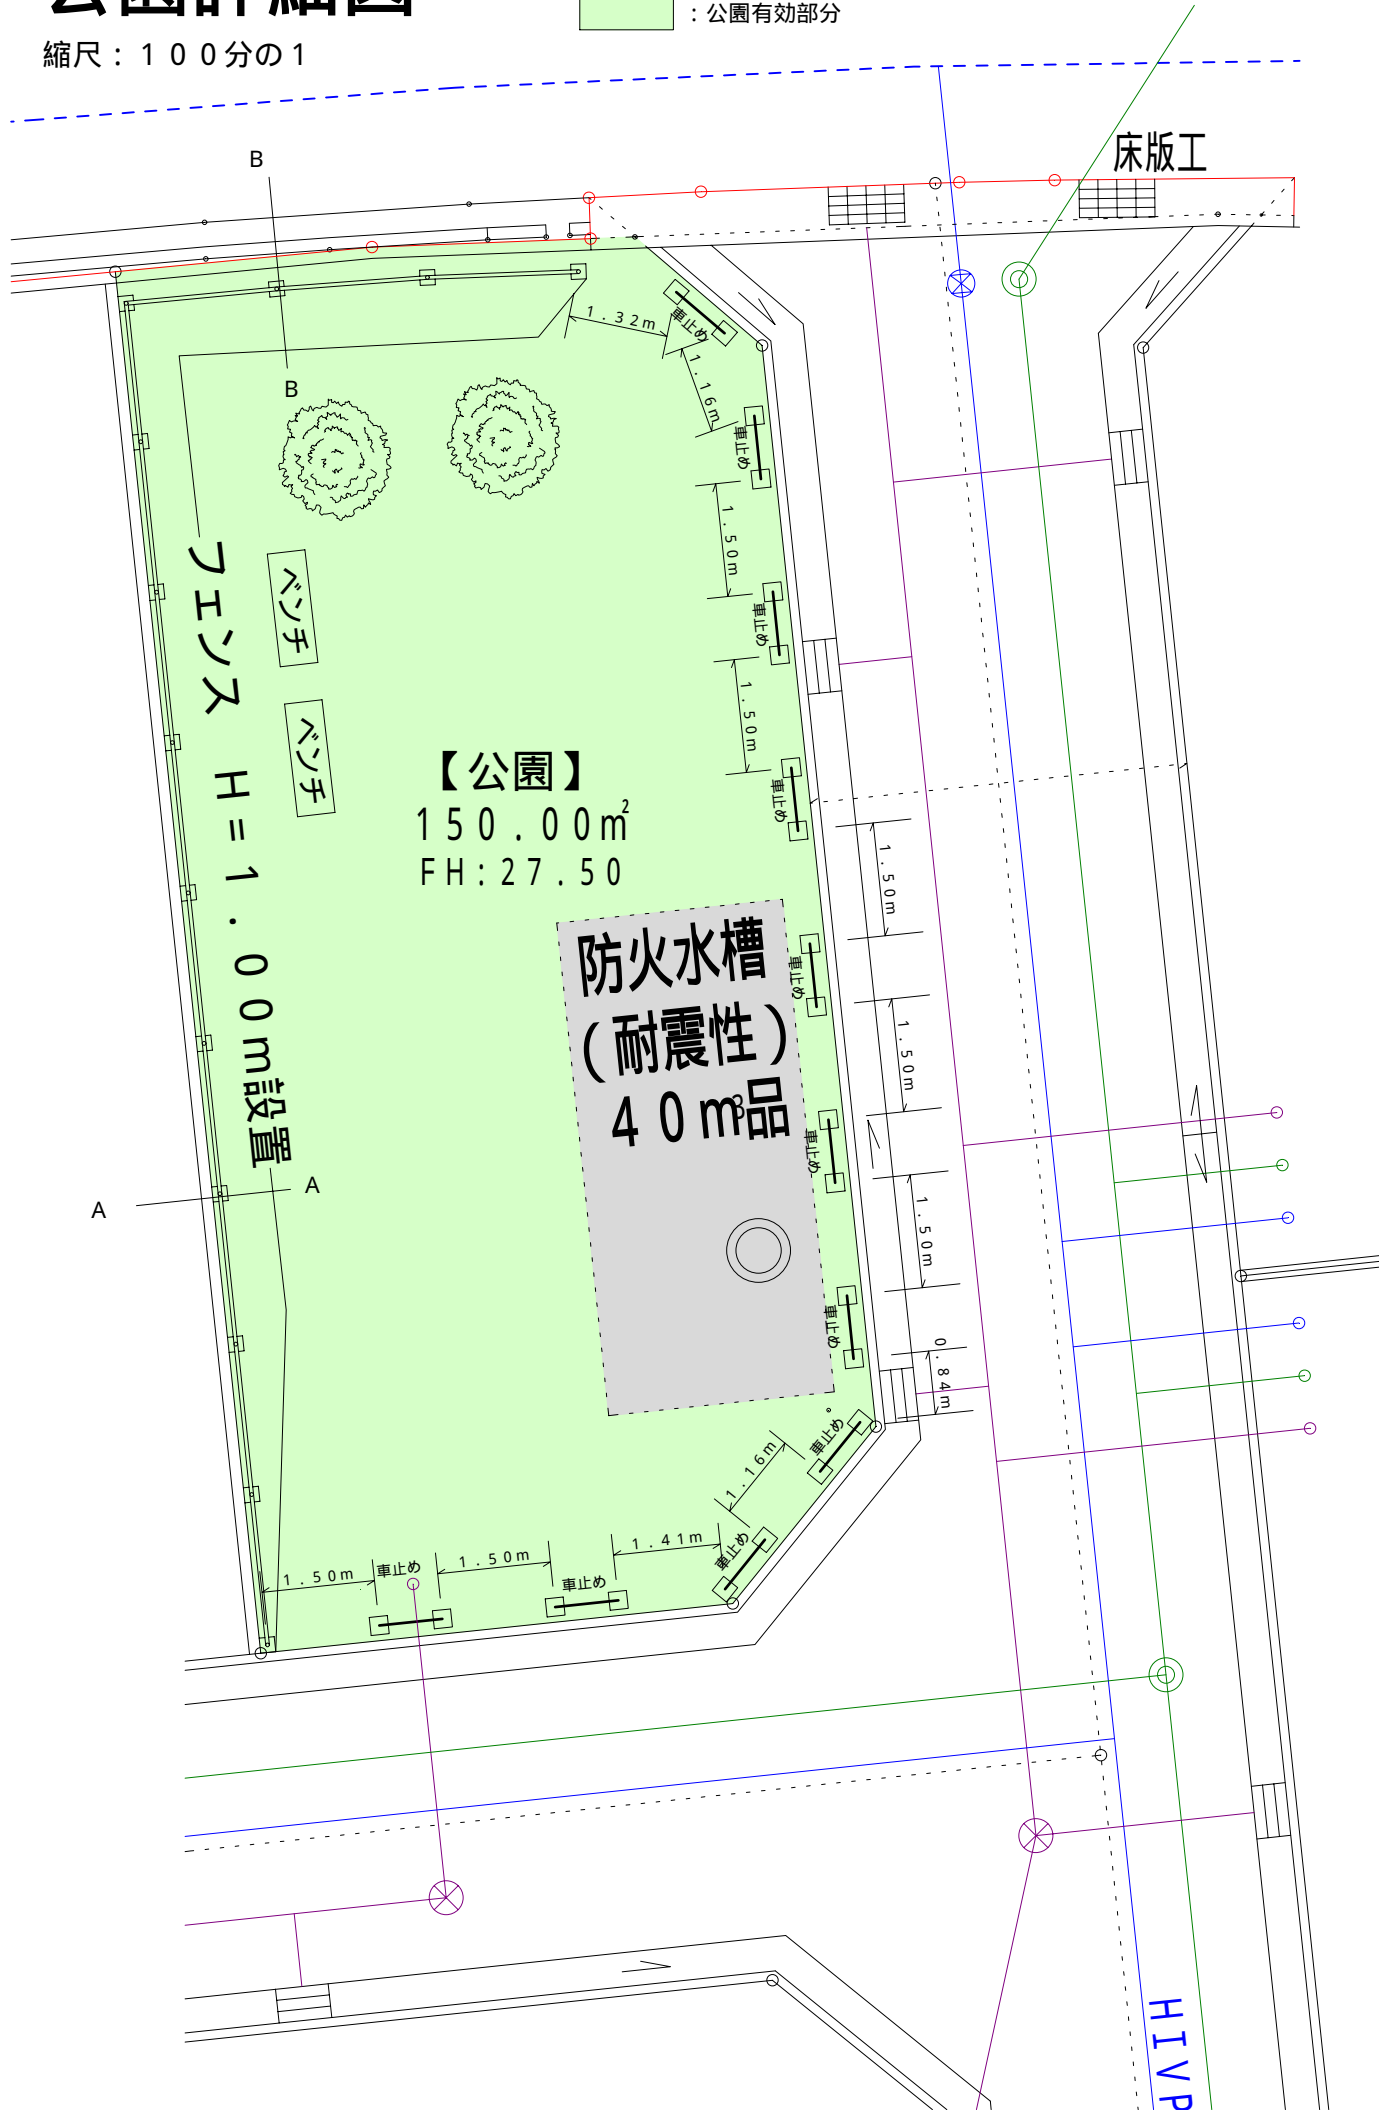 公園詳細図
：公園有効部分
縮尺：１００分の１
床版工
B
B
車止め
1.32m
1.16m
車止め
1.50m
車止め
1.50m
車止め
フェンス　Ｈ＝１．００ｍ設置
ベンチ
ベンチ
【公園】
150.00㎡
FH:27.50
防火水槽
（耐震性）
４０㎥品
車止め
1.50m
1.50m
車止め
1.50m
車止め
0.84m
A
A
車止め
1.16m
車止め
1.41m
車止め
1.50m
車止め
1.50m
HIVP